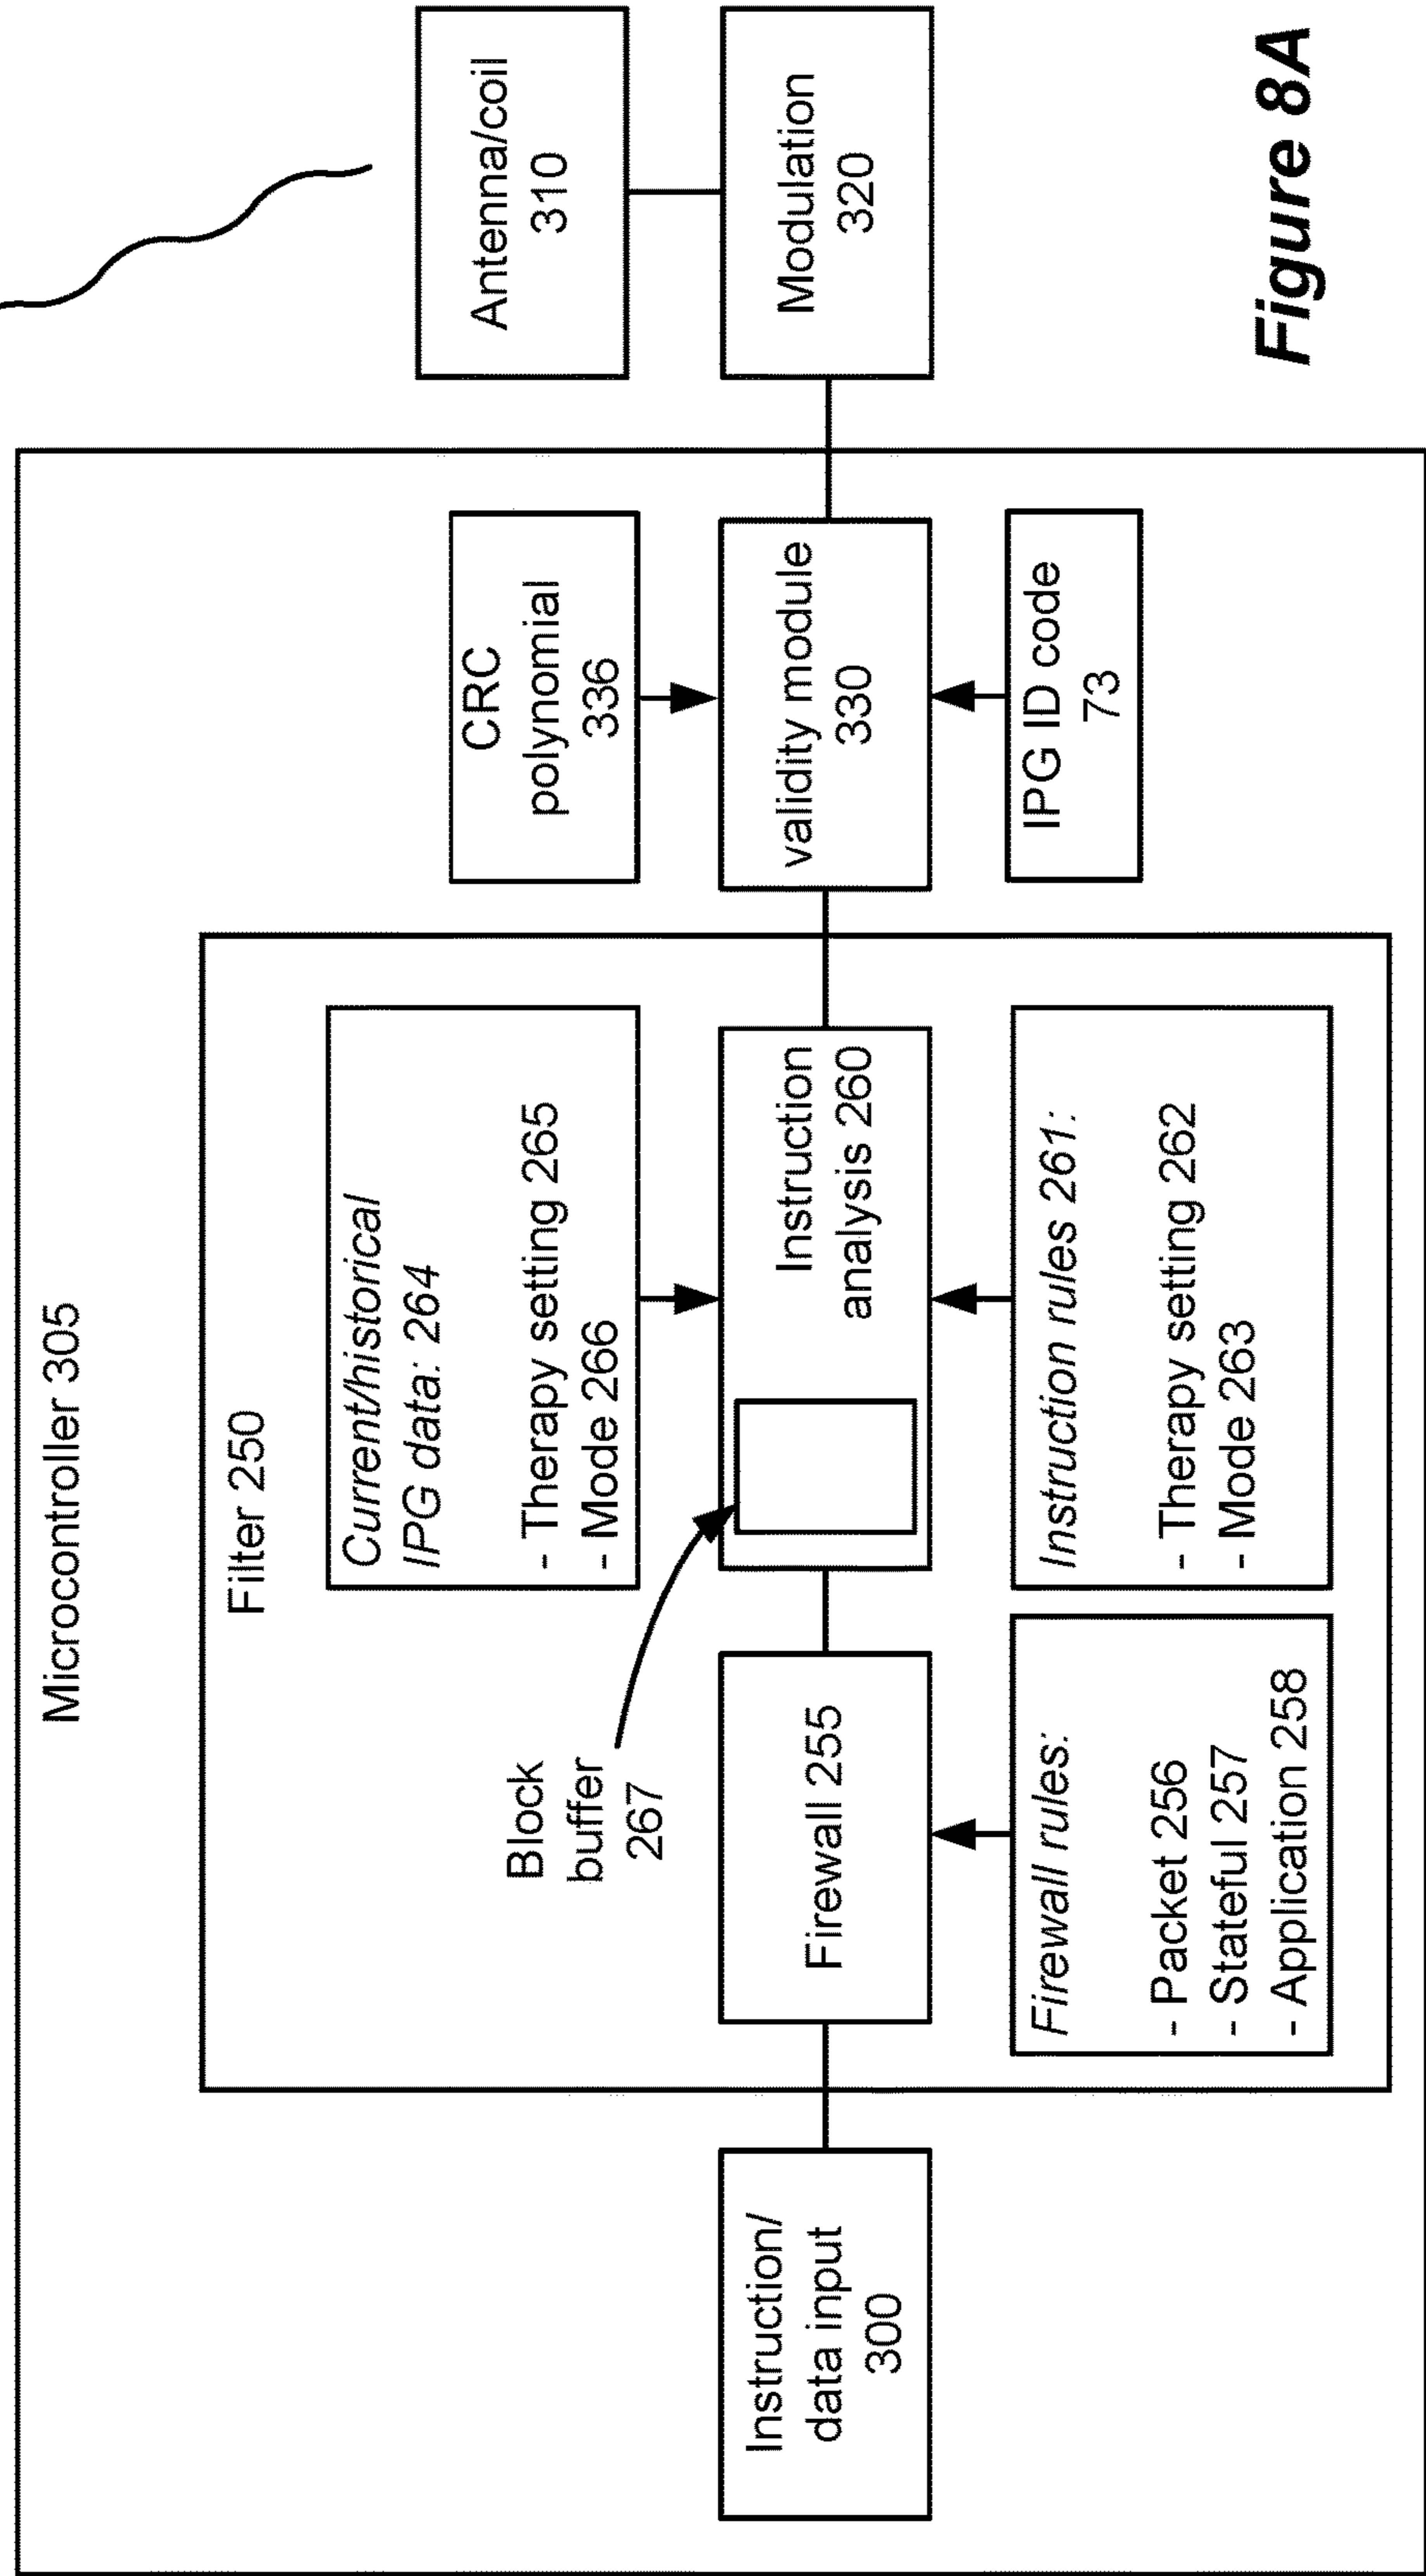 Microcontroller 305
Filter 250
Current/historical
IPG data: 264
- Therapy setting 265
- Mode 266
Block
buffer
267
Instruction/
data input
300
Firewall 255
Instruction
analysis 260
Firewall rules:
- Packet 256
- Stateful 257
- Application 258
Instruction rules 261:
- Therapy setting 262
- Mode 263
CRC
polynomial
336
validity module
330
IPG ID code
73
Antenna/coil
310
Modulation
320
Figure 8A